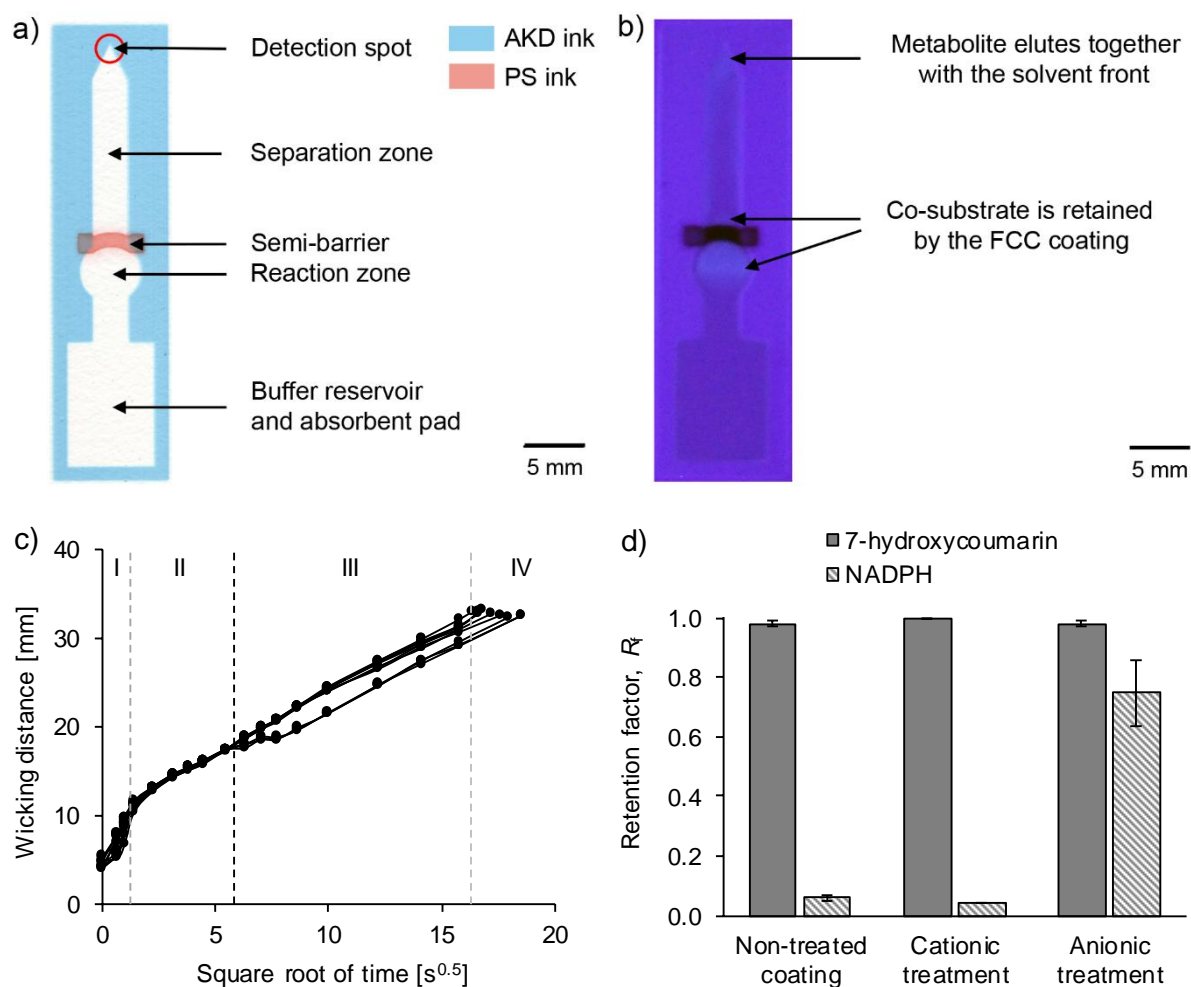 a)
Detection spot
AKD ink
PS ink
Separation zone
Semi-barrier
Reaction zone
Buffer reservoir
and absorbent pad
5 mm
b)
Metabolite elutes together
with the solvent front
Co-substrate is retained
by the FCC coating
5 mm
c)
I II III IV
40
30
20
10
0
Wicking distance [mm]
0 5 10 15 20
Square root of time [s0.5]
d)
7-hydroxycoumarin
NADPH
1.0
0.8
0.6
0.4
0.2
0.0
Retention factor, Rf
Non-treated
coating
Cationic
treatment
Anionic
treatment